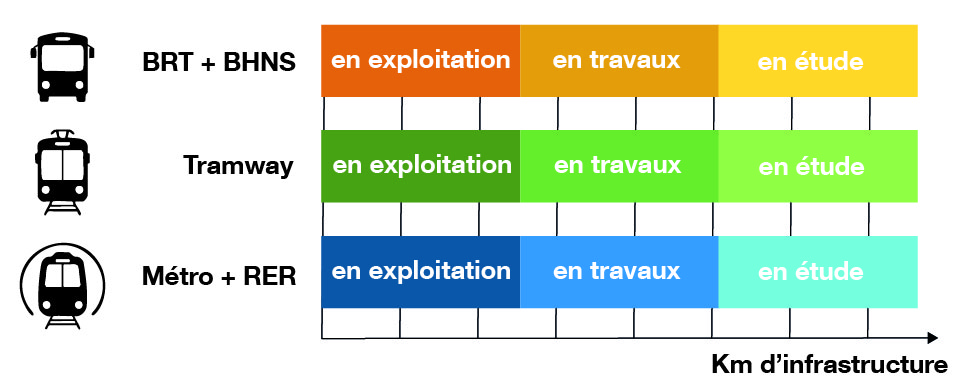 BRT + BHNS en exploitation en travaux en étude
Tramway en exploitation en travaux en étude
Métro + RER en exploitation en travaux en étude
Km d’infrastructure